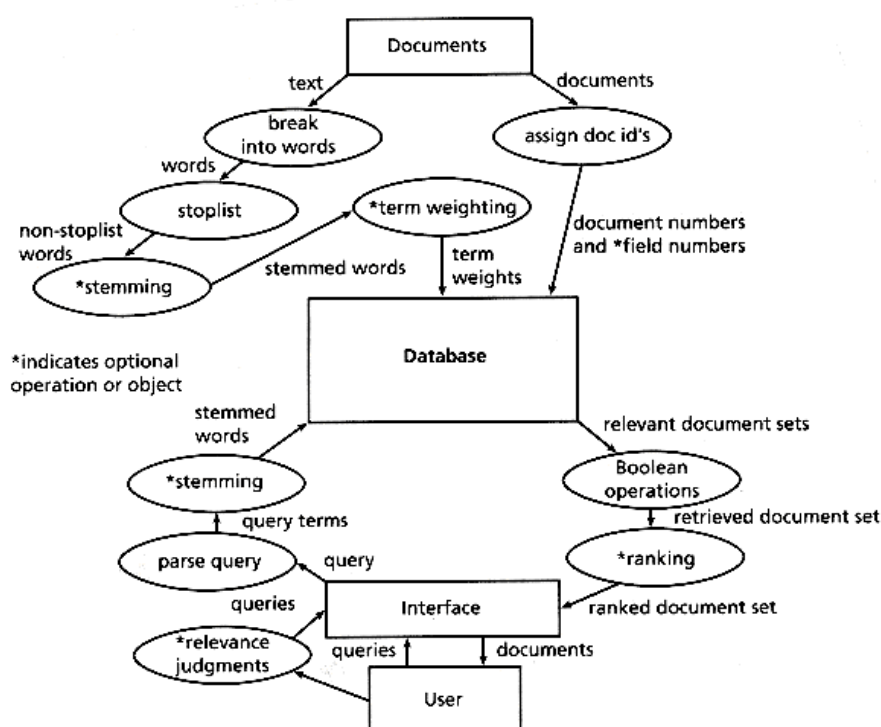 Documents
text
documents
break
into words
assign doc id's
words
stoplist
*term weighting
non-stoplist
words
document numbers
and *field numbers
stemmed words
term
weights
*stemming
Database
*indicates optional
operation or object
stemmed
words
relevant document sets
*stemming
Boolean
operations
query terms
retrieved document set
parse query
query
*ranking
queries
Interface
ranked document set
*relevance
judgments
queries
documents
User